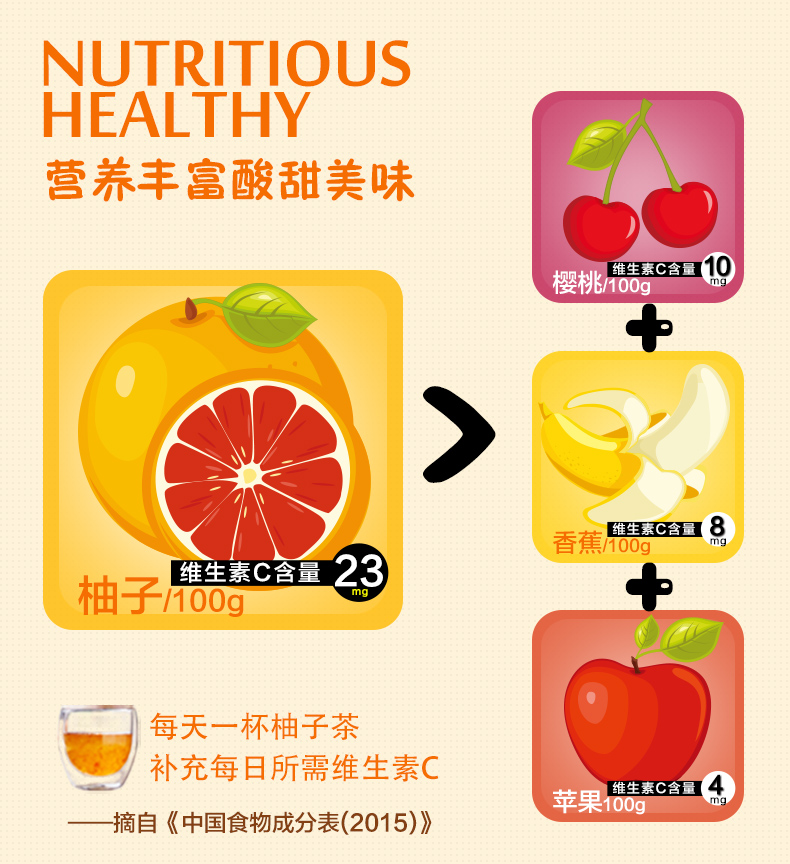 NUTRITIOUS
HEALTHY
营养丰富酸甜美味
维生素C含量 23 mg
柚子/100g
维生素C含量 10 mg
樱桃/100g
维生素C含量 8 mg
香蕉/100g
维生素C含量 4 mg
苹果100g
每天一杯柚子茶
补充每日所需维生素C
——摘自《中国食物成分表(2015)》